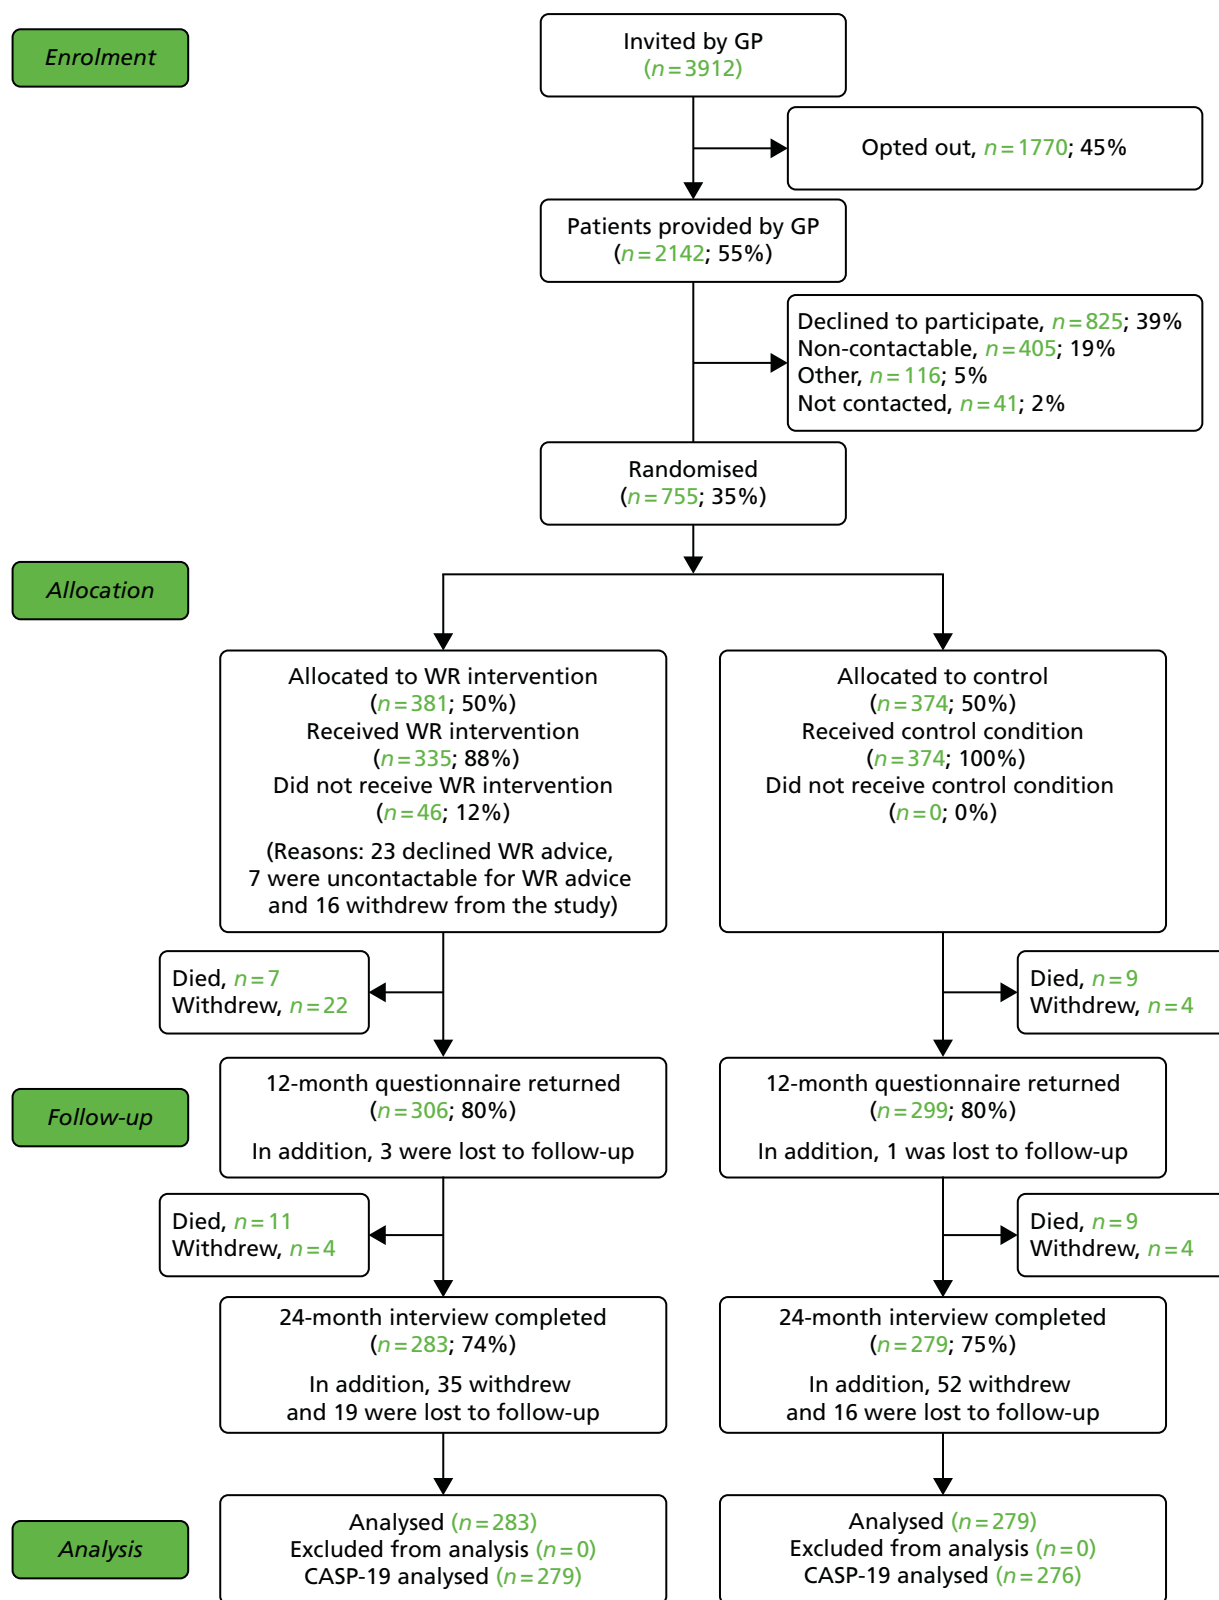 Enrolment
Invited by GP
(n=3912)
Opted out, n=1770; 45%
Patients provided by GP
(n=2142; 55%)
Declined to participate, n=825; 39%
Non-contactable, n=405; 19%
Other, n=116; 5%
Not contacted, n=41; 2%
Randomised
(n=755; 35%)
Allocation
Allocated to WR intervention
(n=381; 50%)
Received WR intervention
(n=335; 88%)
Did not receive WR intervention
(n=46; 12%)
(Reasons: 23 declined WR advice,
7 were uncontactable for WR advice
and 16 withdrew from the study)
Allocated to control
(n=374; 50%)
Received control condition
(n=374; 100%)
Did not receive control condition
(n=0; 0%)
Died, n=7
Withdrew, n=22
Died, n=9
Withdrew, n=4
Follow-up
12-month questionnaire returned
(n=306; 80%)
In addition, 3 were lost to follow-up
12-month questionnaire returned
(n=299; 80%)
In addition, 1 was lost to follow-up
Died, n=11
Withdrew, n=4
Died, n=9
Withdrew, n=4
24-month interview completed
(n=283; 74%)
In addition, 35 withdrew
and 19 were lost to follow-up
24-month interview completed
(n=279; 75%)
In addition, 52 withdrew
and 16 were lost to follow-up
Analysis
Analysed (n=283)
Excluded from analysis (n=0)
CASP-19 analysed (n=279)
Analysed (n=279)
Excluded from analysis (n=0)
CASP-19 analysed (n=276)